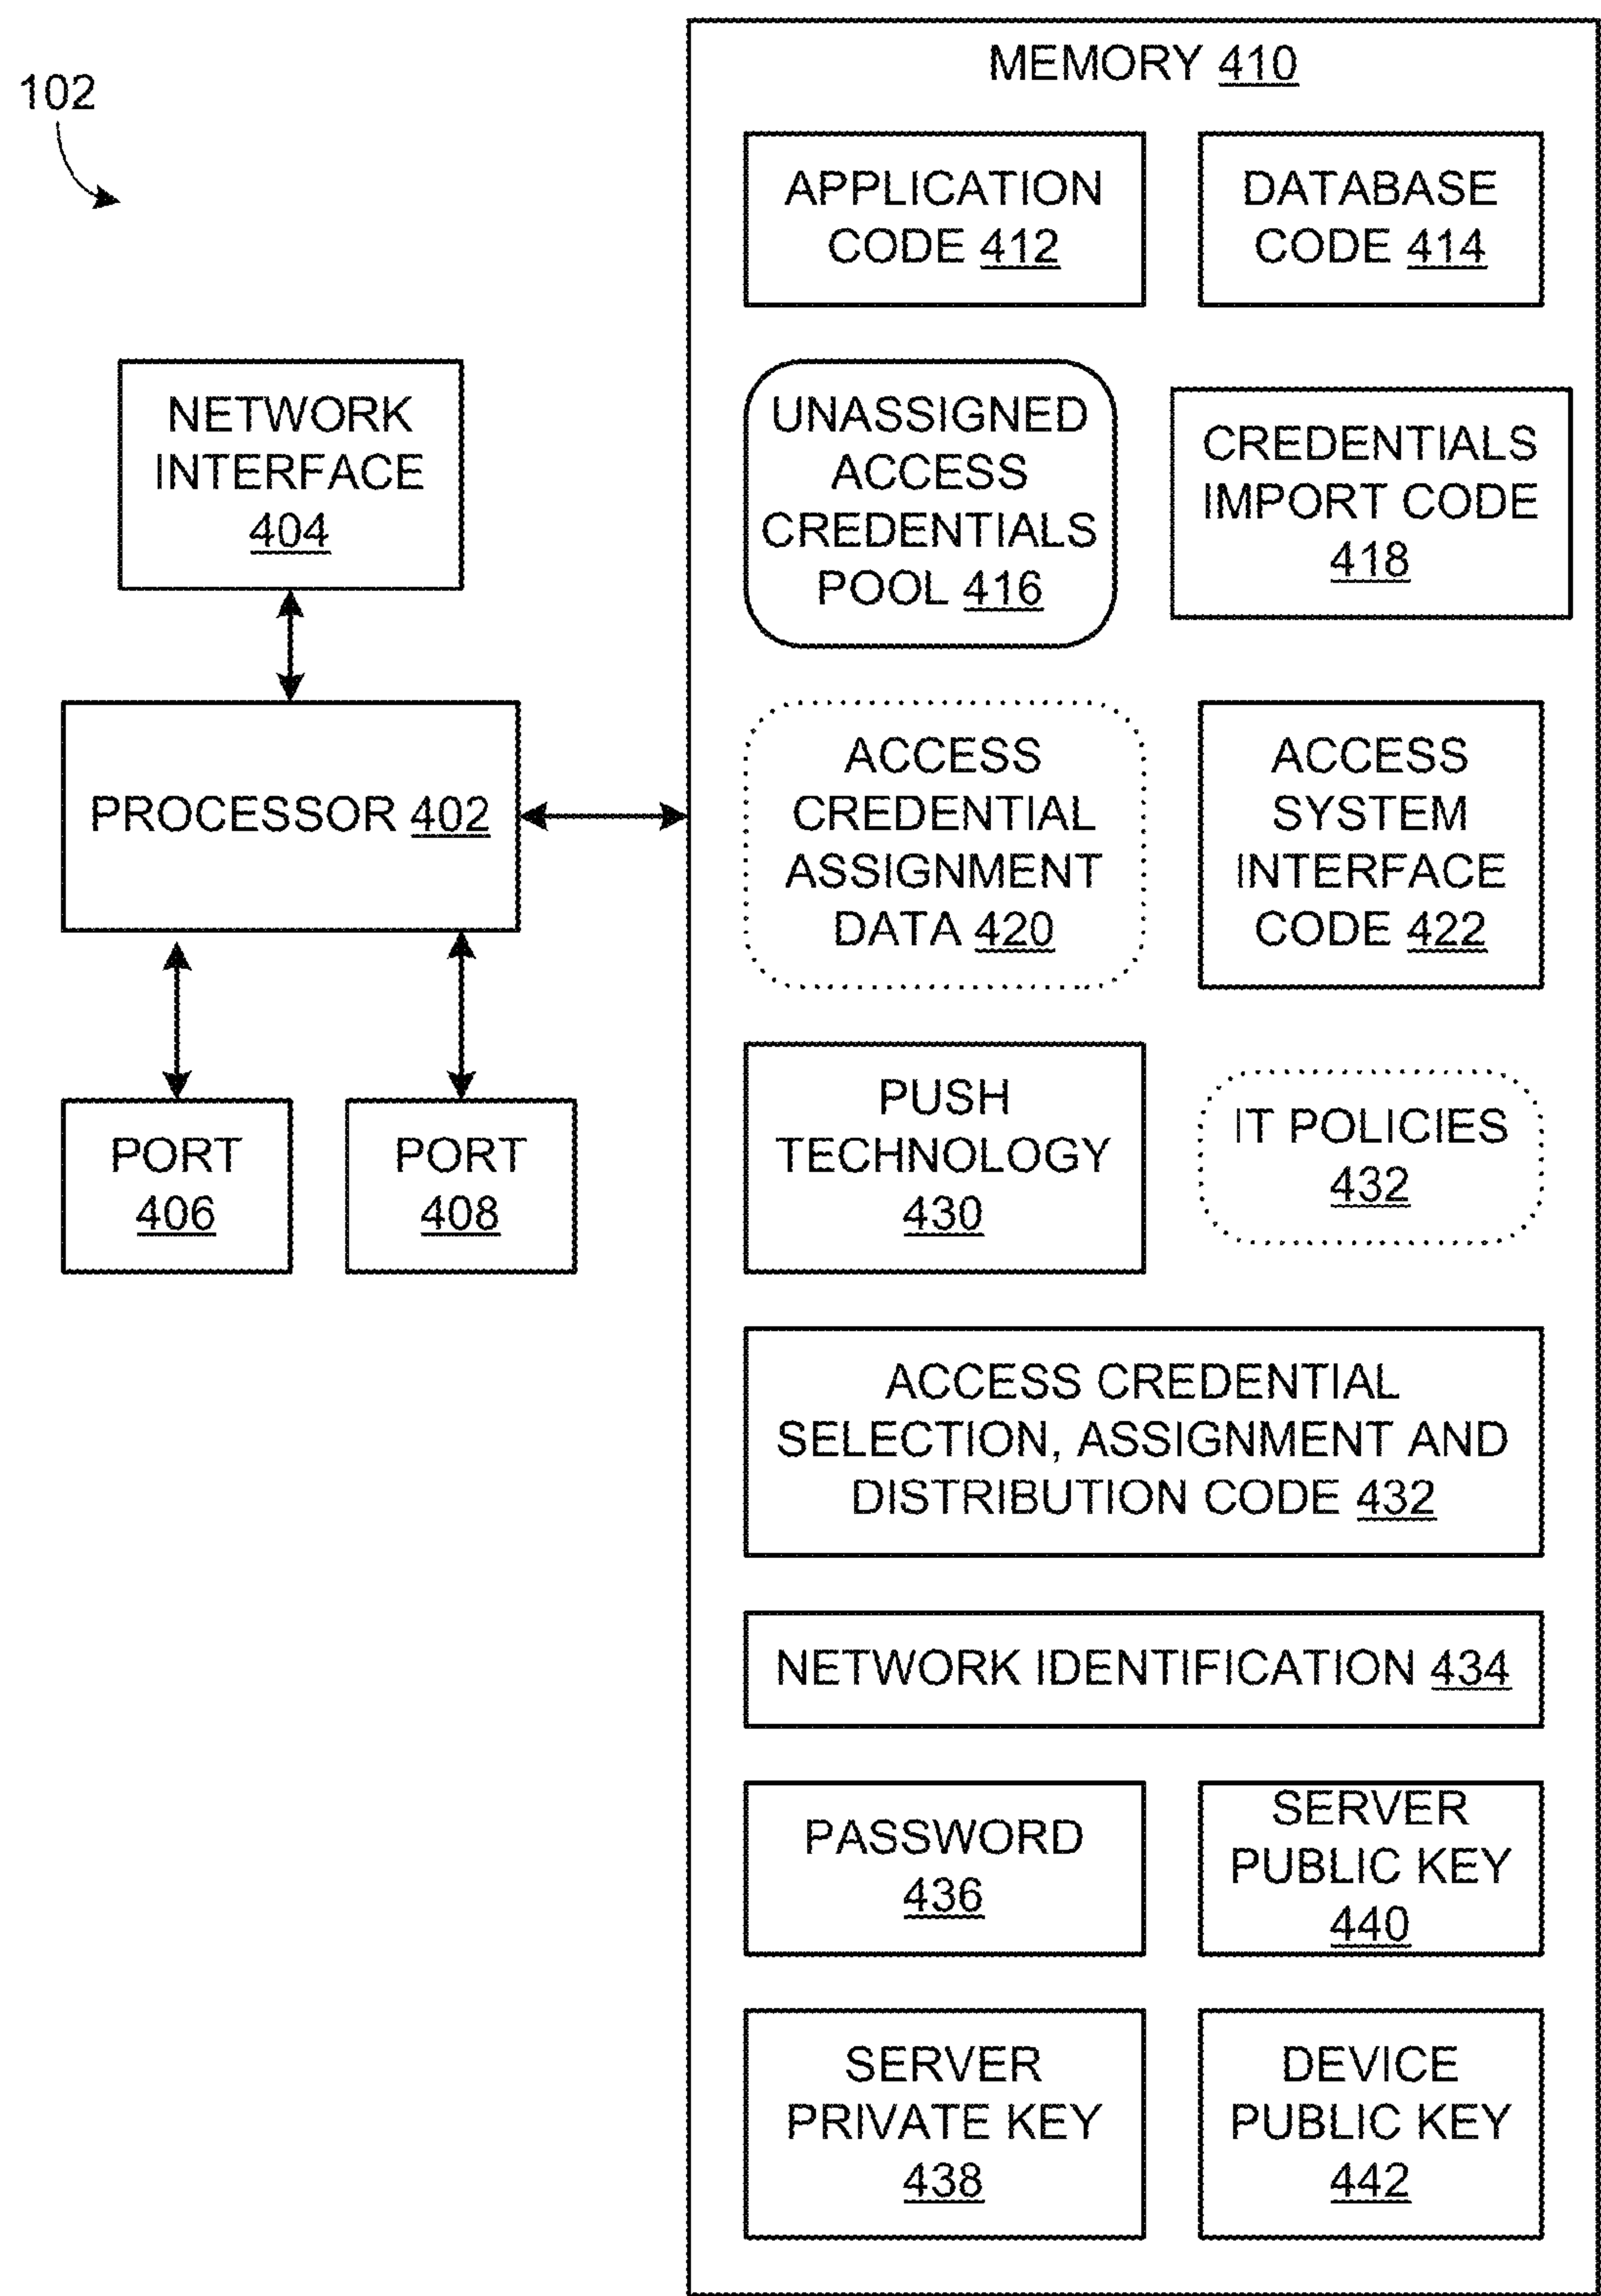 102
MEMORY 410
APPLICATION
CODE 412
DATABASE
CODE 414
NETWORK
INTERFACE
404
UNASSIGNED
ACCESS
CREDENTIALS
POOL 416
CREDENTIALS
IMPORT CODE
418
PROCESSOR 402
ACCESS
CREDENTIAL
ASSIGNMENT
DATA 420
ACCESS
SYSTEM
INTERFACE
CODE 422
PORT
406
PORT
408
PUSH
TECHNOLOGY
430
IT POLICIES
432
ACCESS CREDENTIAL
SELECTION, ASSIGNMENT AND
DISTRIBUTION CODE 432
NETWORK IDENTIFICATION 434
PASSWORD
436
SERVER
PUBLIC KEY
440
SERVER
PRIVATE KEY
438
DEVICE
PUBLIC KEY
442